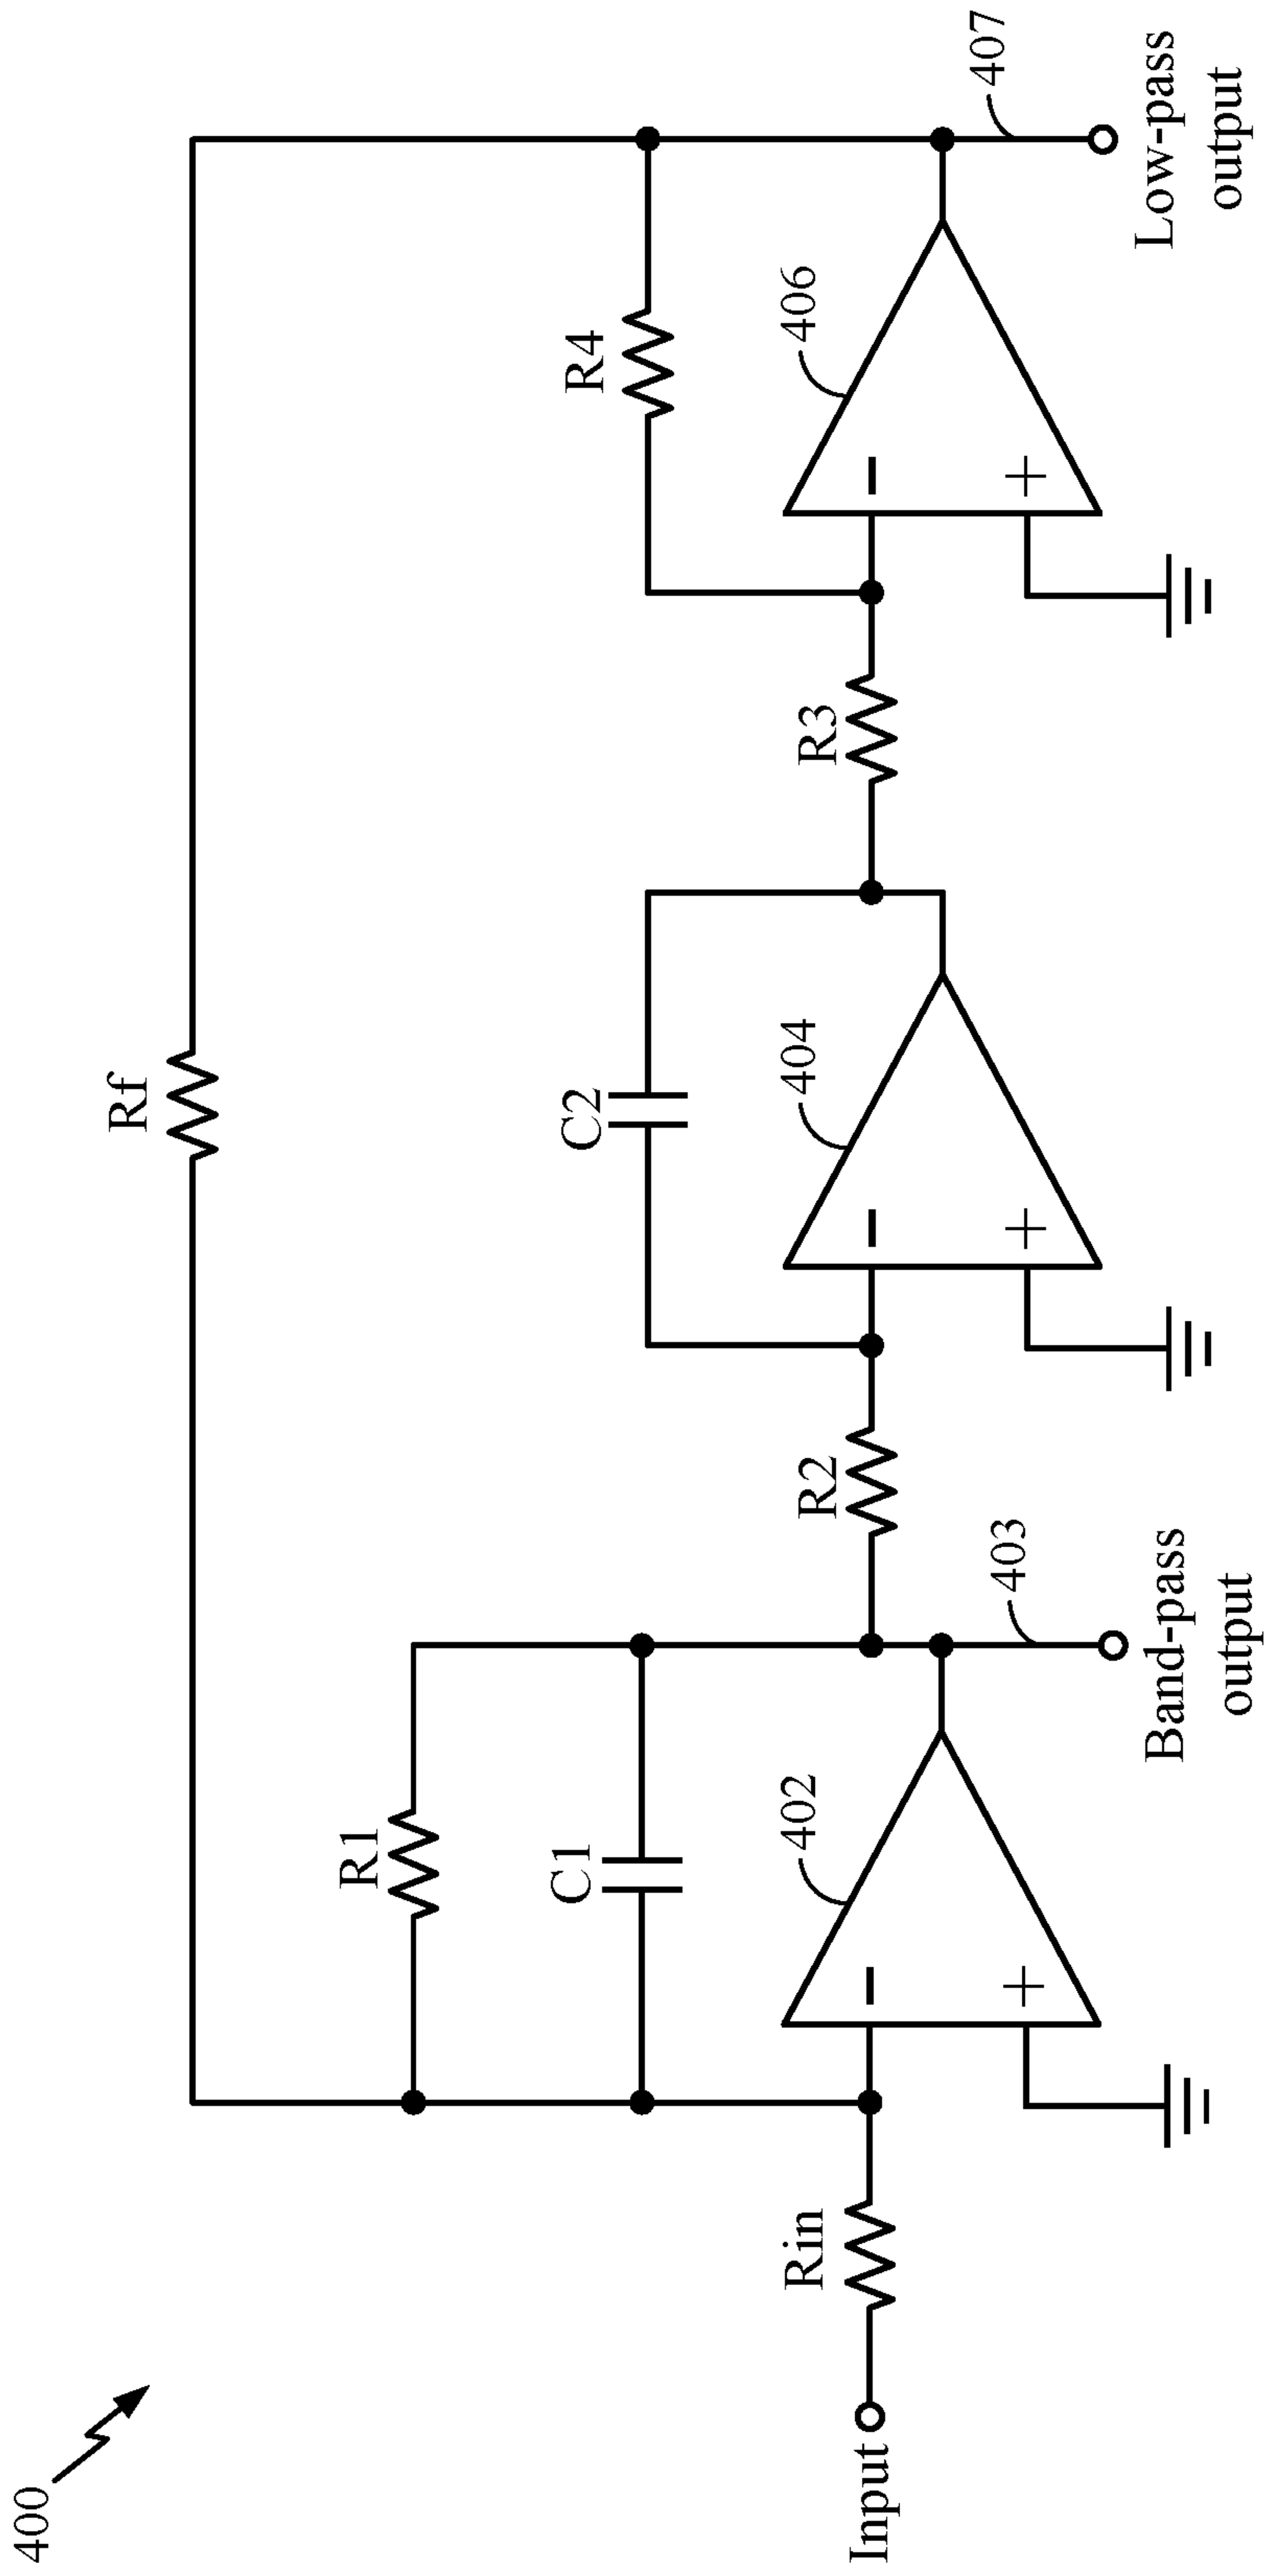 400
Rf
R1
C1
C2
R4
Rin
402
R2
404
R3
406
Input
−
+
−
+
−
+
403
407
Band-pass
output
Low-pass
output